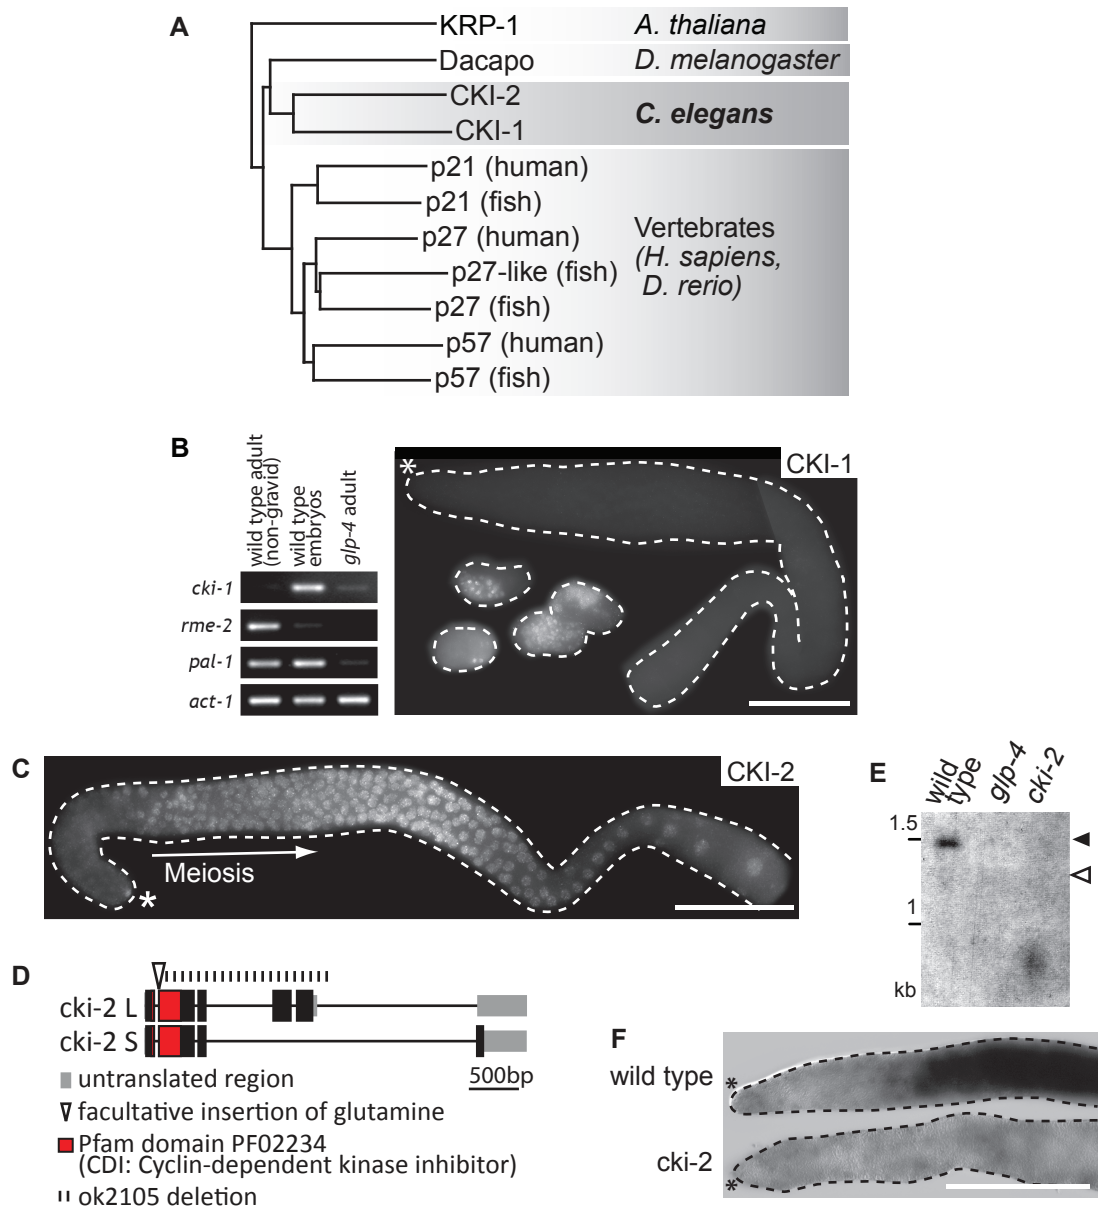 A
KRP-1 A. thaliana
Dacapo D. melanogaster
CKI-2
CKI-1
C. elegans
p21 (human)
p21 (fish)
p27 (human)
p27-like (fish)
p27 (fish)
p57 (human)
p57 (fish)
Vertebrates
(H. sapiens,
D. rerio)
B
wild type adult
(non-gravid)
wild type
embryos
glp-4 adult
cki-1
rme-2
pal-1
act-1
*
CKI-1
C
CKI-2
Meiosis
*
D
cki-2 L
cki-2 S
untranslated region
500bp
facultative insertion of glutamine
Pfam domain PF02234
(CDI: Cyclin-dependent kinase inhibitor)
ok2105 deletion
E
wild
type
glp-4
cki-2
1.5
1
kb
F
wild type
*
cki-2
*